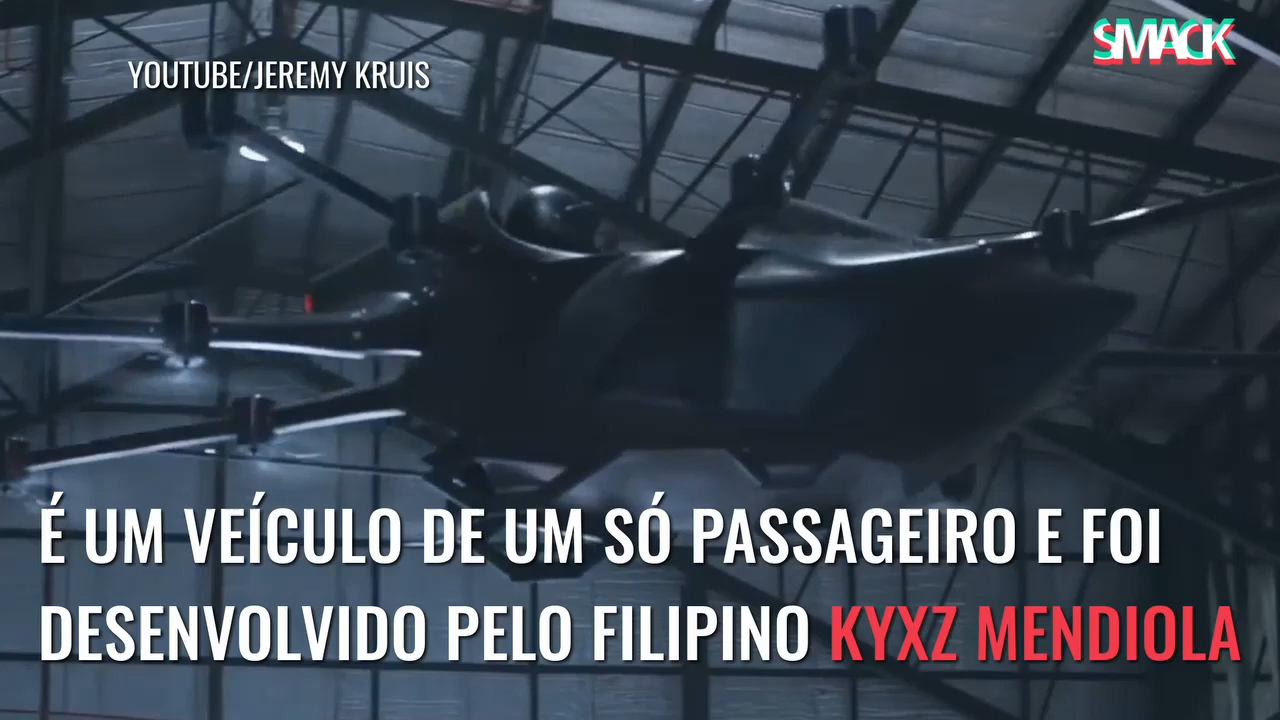 SMACK
YOUTUBE/JEREMY KRUIS
É UM VEÍCULO DE UM SÓ PASSAGEIRO E FOI
DESENVOLVIDO PELO FILIPINO KYXZ MENDIOLA